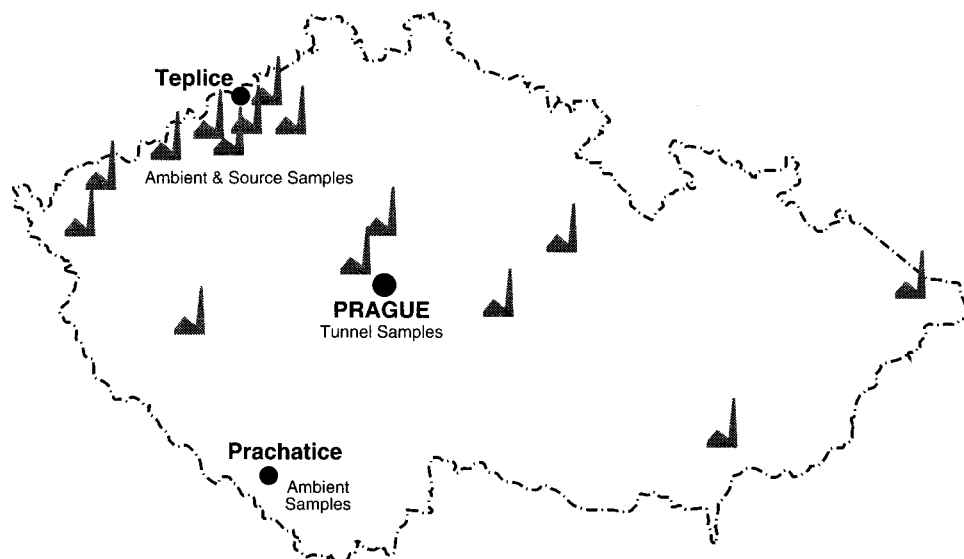 Teplice
Ambient & Source Samples
PRAGUE
Tunnel Samples
Prachatice
Ambient
Samples